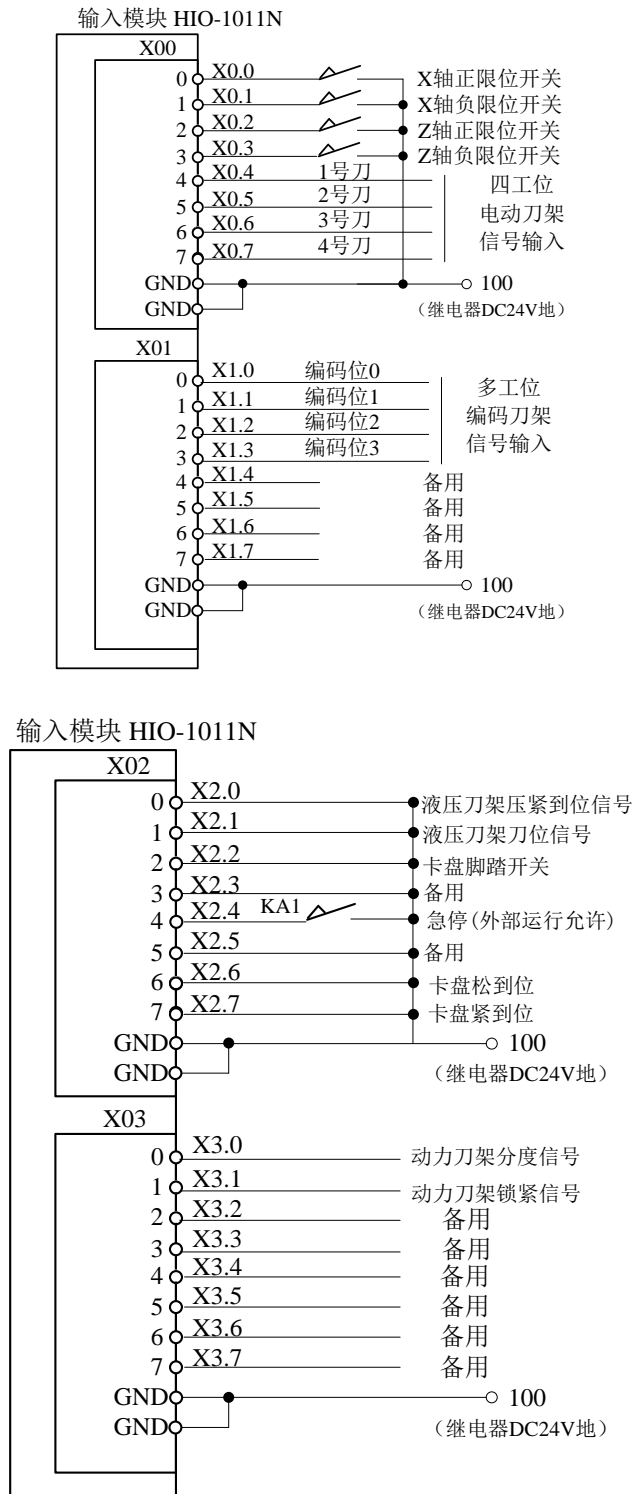 输入模块 HIO-1011N
X00
0 X0.0 X轴正限位开关
1 X0.1 X轴负限位开关
2 X0.2 Z轴正限位开关
3 X0.3 Z轴负限位开关
4 X0.4 1号刀 四工位
5 X0.5 2号刀 电动刀架
6 X0.6 3号刀 信号输入
7 X0.7 4号刀
GND 100
GND (继电器DC24V地)
X01
0 X1.0 编码位0 多工位
1 X1.1 编码位1 编码刀架
2 X1.2 编码位2 信号输入
3 X1.3 编码位3
4 X1.4 备用
5 X1.5 备用
6 X1.6 备用
7 X1.7 备用
GND 100
GND (继电器DC24V地)
输入模块 HIO-1011N
X02
0 X2.0 液压刀架压紧到位信号
1 X2.1 液压刀架刀位信号
2 X2.2 卡盘脚踏开关
3 X2.3 备用
4 X2.4 KA1 急停(外部运行允许)
5 X2.5 备用
6 X2.6 卡盘松到位
7 X2.7 卡盘紧到位
GND 100
GND (继电器DC24V地)
X03
0 X3.0 动力刀架分度信号
1 X3.1 动力刀架锁紧信号
2 X3.2 备用
3 X3.3 备用
4 X3.4 备用
5 X3.5 备用
6 X3.6 备用
7 X3.7 备用
GND 100
GND (继电器DC24V地)